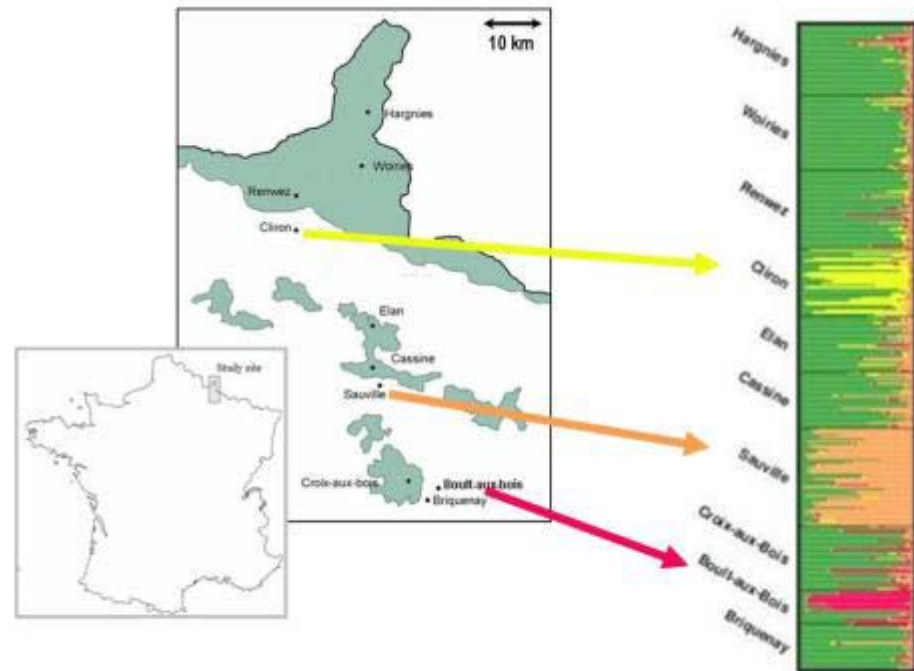 10 km
Hargnies
Woiries
Renwez
Cliron
Elan
Cassine
Sauville
Croix-aux-bois
Boult-aux-bois
Briquenay
Study site
Hargnies
Woiries
Renwez
Cliron
Elan
Cassine
Sauville
Croix-aux-Bois
Boult-aux-Bois
Briquenay